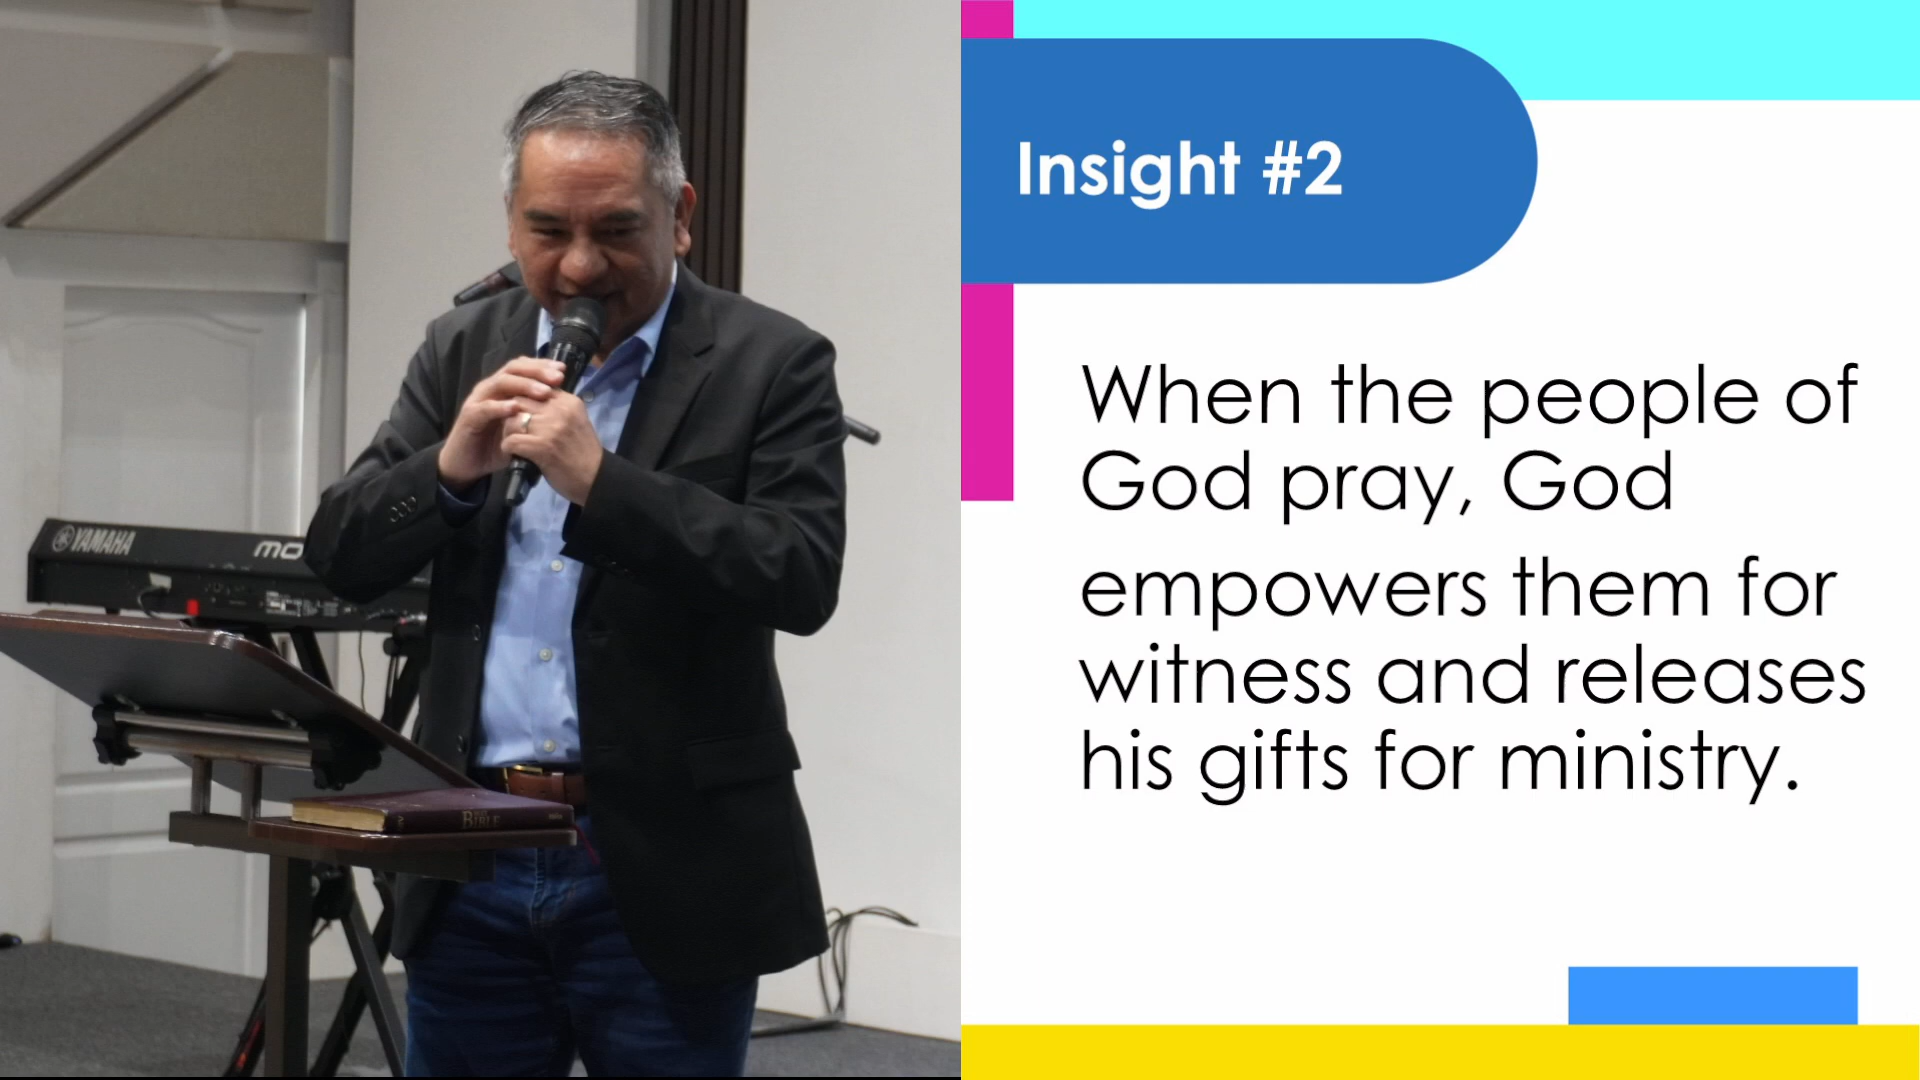 Insight #2
When the people of
God pray, God
empowers them for
witness and releases
his gifts for ministry.
YAMAHA
MO
BIBLE